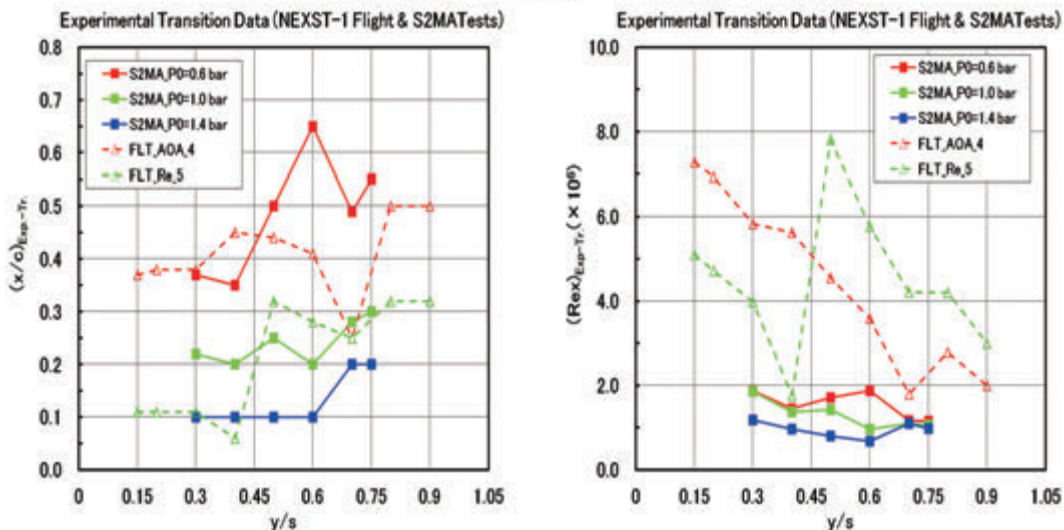 Experimental Transition Data (NEXST-1 Flight & S2MATests)
0.8
0.7
0.6
0.5
0.4
0.3
0.2
0.1
0.0
(x/c)Exp.-Tr.
S2MA_P0=0.6 bar
S2MA_P0=1.0 bar
S2MA_P0=1.4 bar
FLT_AOA_4
FLT_Re_5
0 0.15 0.3 0.45 0.6 0.75 0.9 1.05
y/s
Experimental Transition Data (NEXST-1 Flight & S2MATests)
10.0
8.0
6.0
4.0
2.0
0.0
(Rex)Exp-Tr. (×10⁶)
S2MA_P0=0.6 bar
S2MA_P0=1.0 bar
S2MA_P0=1.4 bar
FLT_AOA_4
FLT_Re_5
0 0.15 0.3 0.45 0.6 0.75 0.9 1.05
y/s